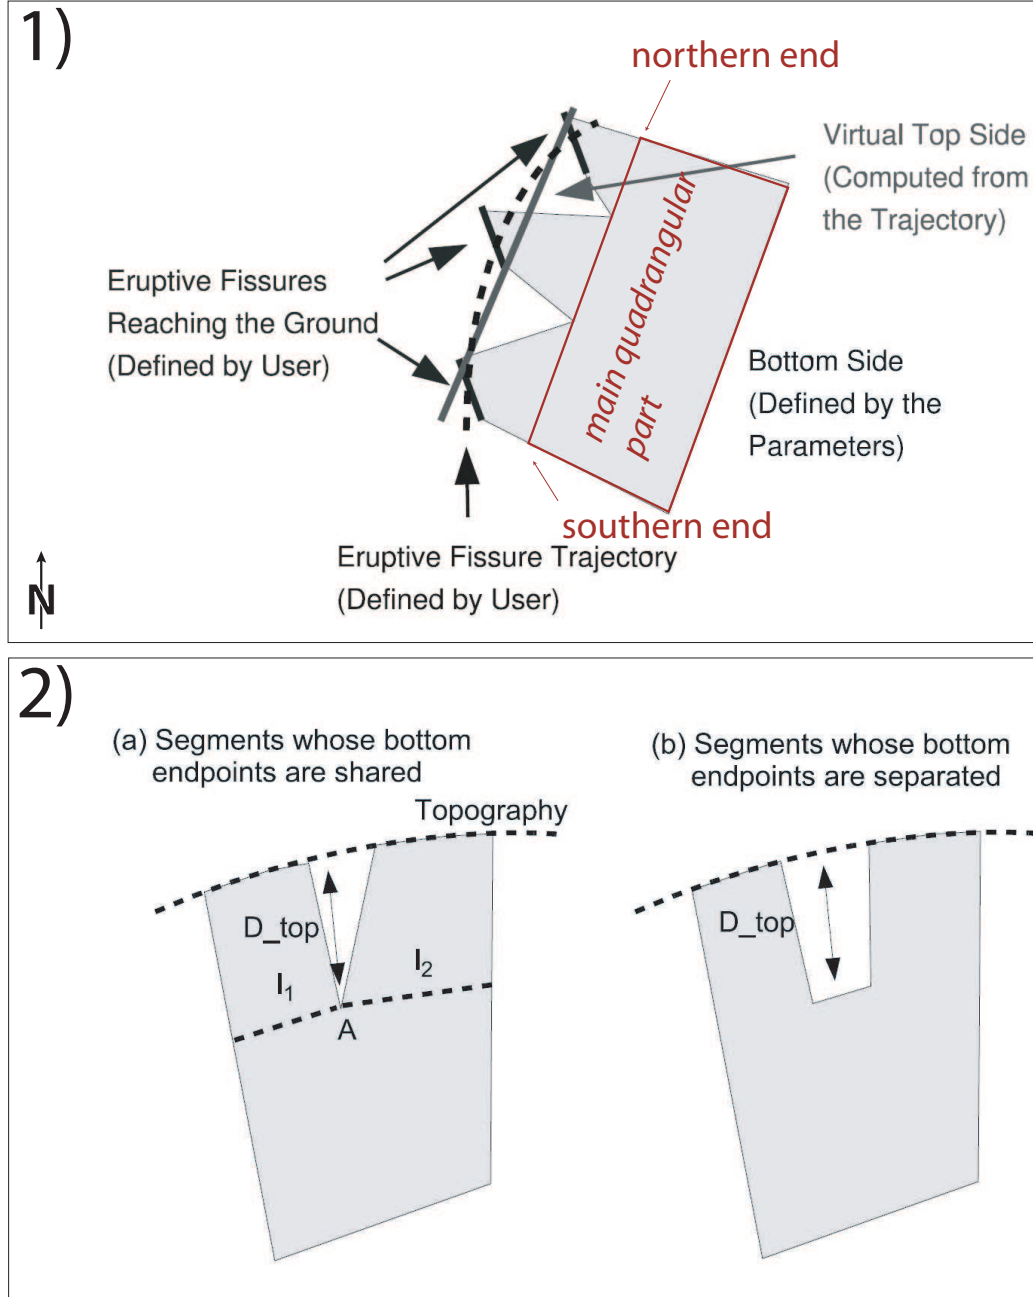 1)
northern end
Virtual Top Side
(Computed from
the Trajectory)
main quadrangular
part
Eruptive Fissures
Reaching the Ground
(Defined by User)
Bottom Side
(Defined by the
Parameters)
southern end
Eruptive Fissure Trajectory
(Defined by User)
N
2)
(a) Segments whose bottom
endpoints are shared
(b) Segments whose bottom
endpoints are separated
Topography
D_top
D_top
I₁
I₂
A